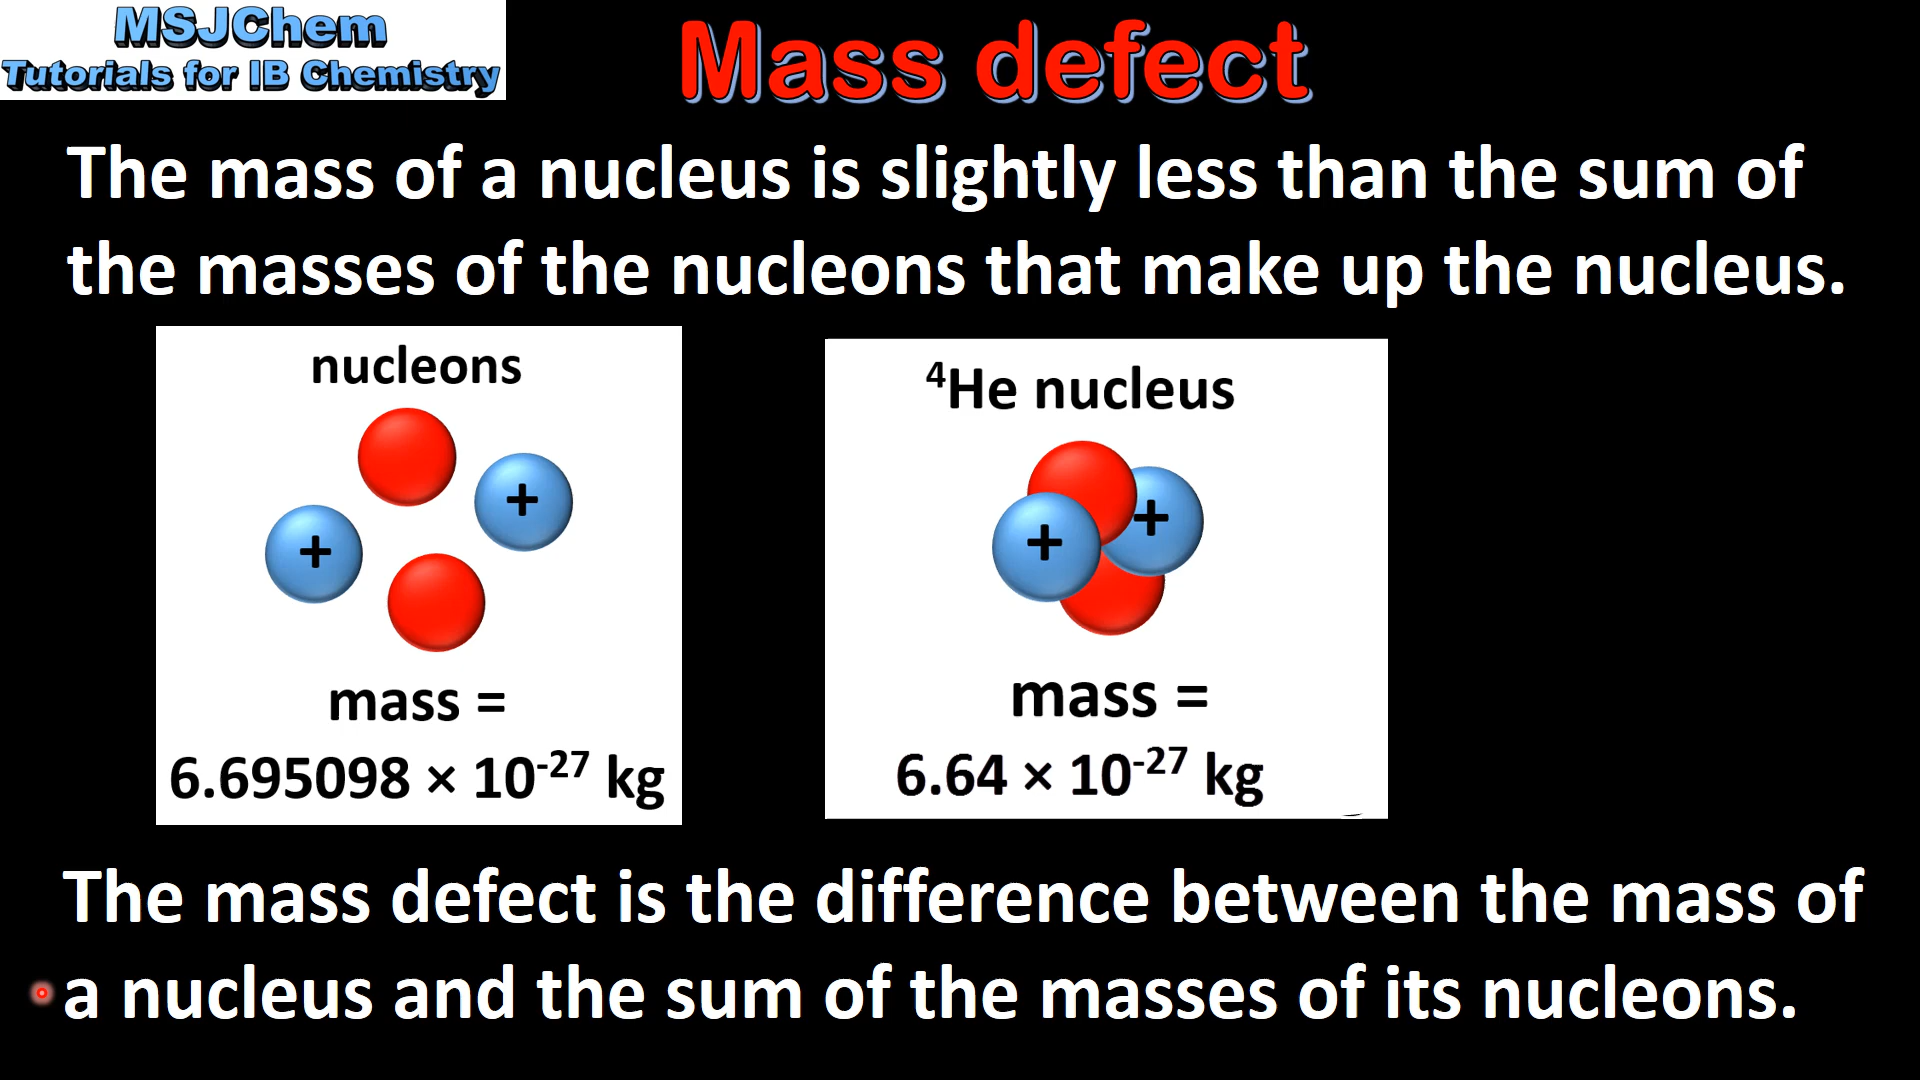 MSJChem
Tutorials for IB Chemistry
Mass defect
The mass of a nucleus is slightly less than the sum of
the masses of the nucleons that make up the nucleus.
nucleons
+
+
mass =
6.695098 × 10⁻²⁷ kg
⁴He nucleus
+
+
mass =
6.64 × 10⁻²⁷ kg
The mass defect is the difference between the mass of
a nucleus and the sum of the masses of its nucleons.